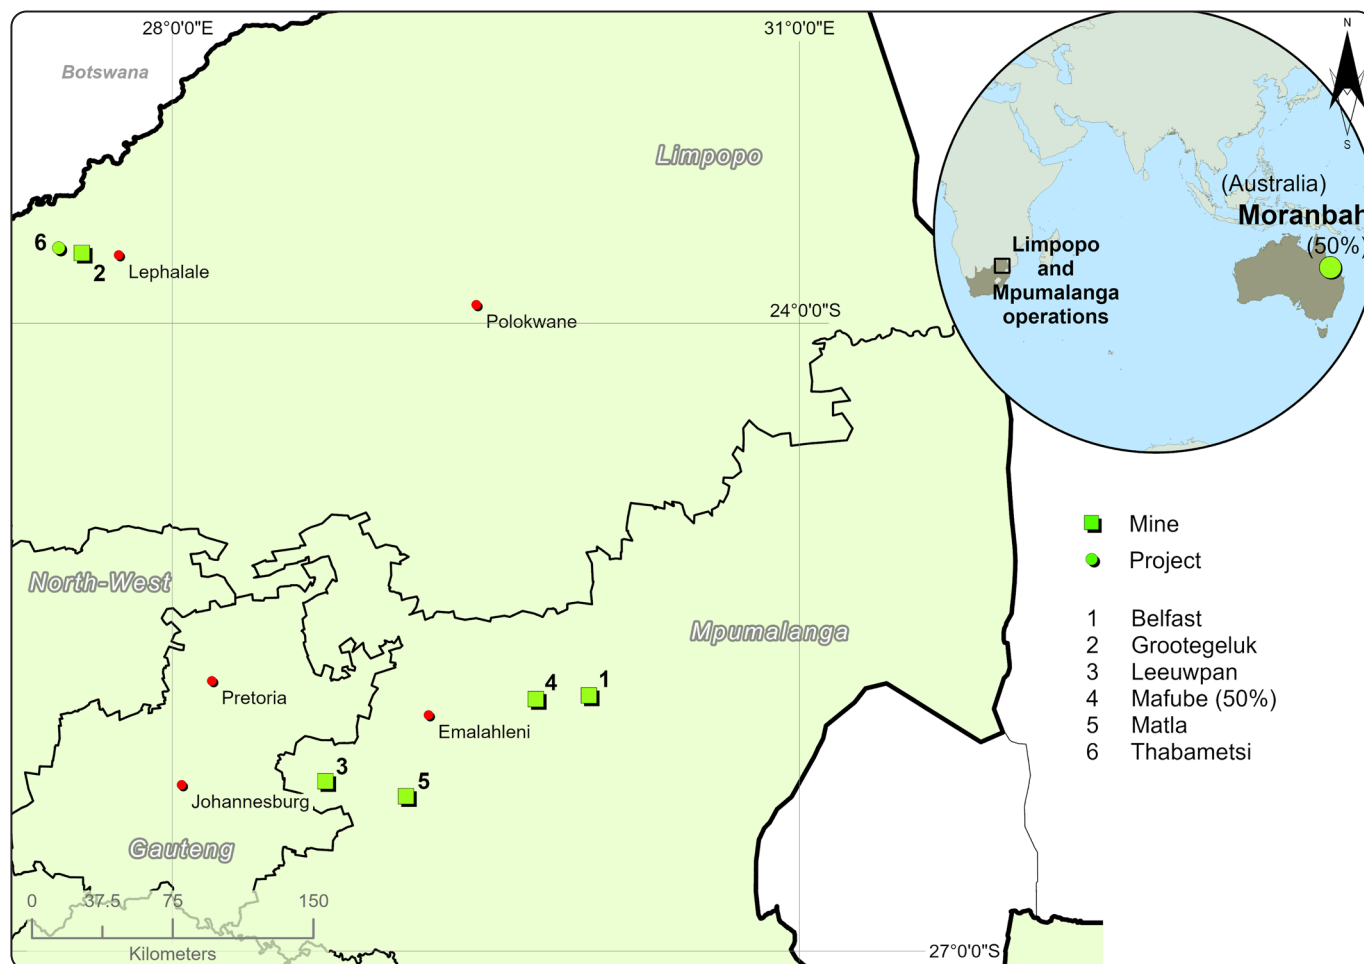 28°0'0"E
31°0'0"E
Botswana
Limpopo
6
2
Lephalale
Polokwane
24°0'0"S
North-West
Mpumalanga
Pretoria
4
1
Emalahleni
3
5
Johannesburg
Gauteng
0 37.5 75 150
Kilometers
27°0'0"S
N
S
(Australia)
Moranbah
(50%)
Limpopo
and
Mpumalanga
operations
Mine
Project
1 Belfast
2 Grootegeluk
3 Leeuwpan
4 Mafube (50%)
5 Matla
6 Thabametsi